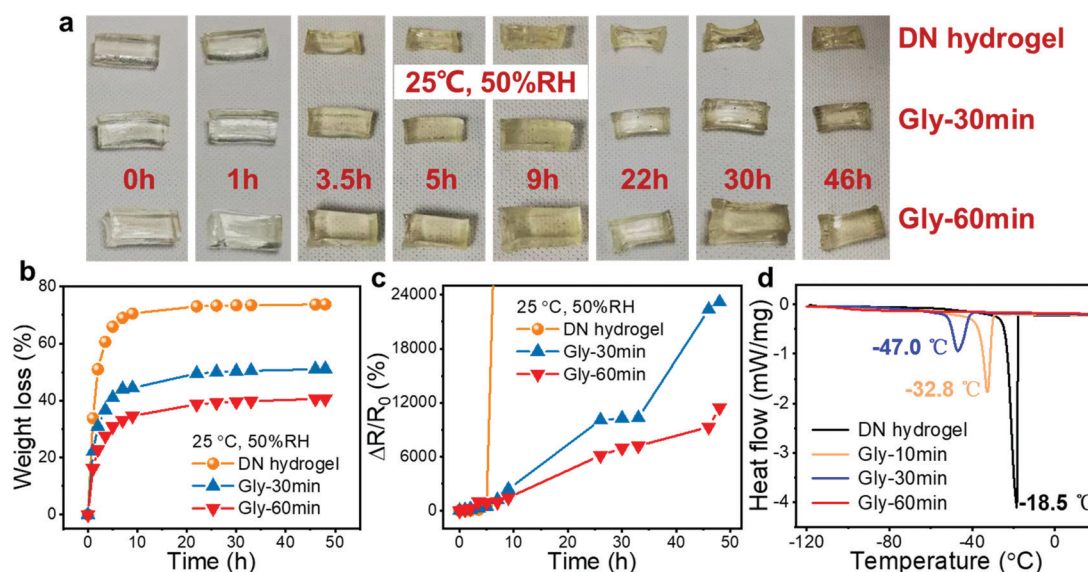 a
DN hydrogel
25℃, 50%RH
Gly-30min
0h 1h 3.5h 5h 9h 22h 30h 46h
Gly-60min
b
Weight loss (%)
80
60
40
20
0
25 °C, 50%RH
DN hydrogel
Gly-30min
Gly-60min
0 10 20 30 40 50
Time (h)
c
ΔR/R0 (%)
24000
18000
12000
6000
0
25 °C, 50%RH
DN hydrogel
Gly-30min
Gly-60min
0 10 20 30 40 50
Time (h)
d
Heat flow (mW/mg)
0
-1
-2
-3
-4
-47.0 ℃
-32.8 ℃
DN hydrogel
Gly-10min
Gly-30min
Gly-60min
-18.5 ℃
-120 -80 -40 0
Temperature (°C)